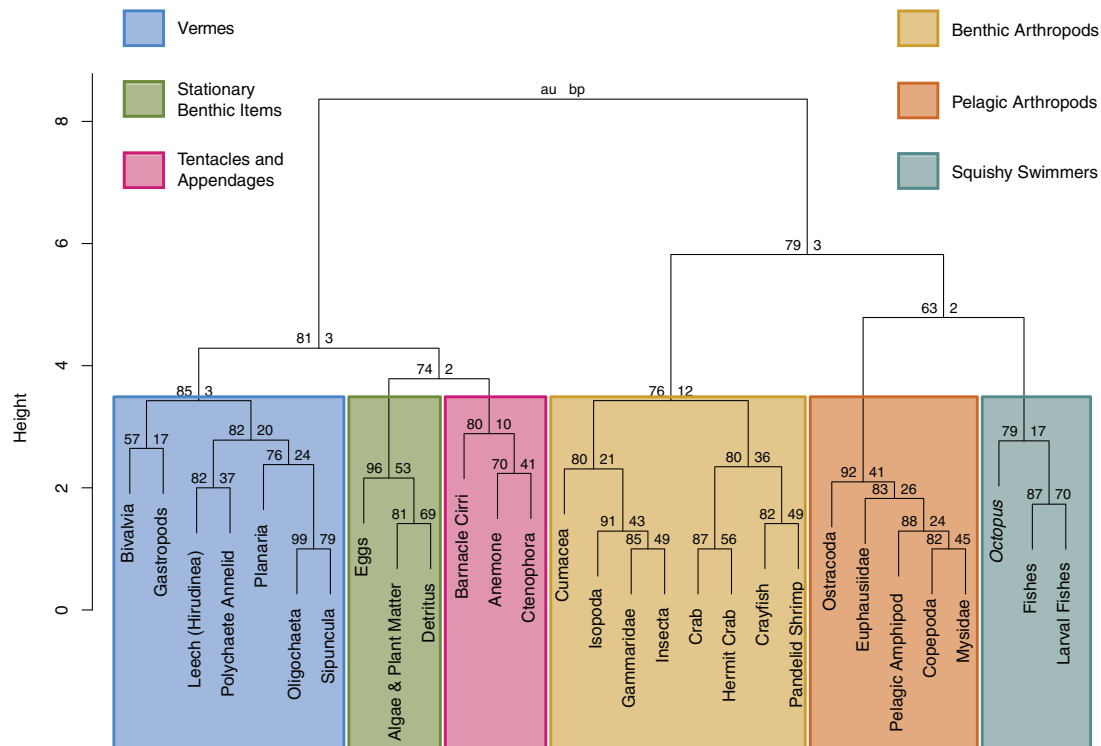 Vermes
Stationary
Benthic Items
Tentacles and
Appendages
Benthic Arthropods
Pelagic Arthropods
Squishy Swimmers
au bp
Height
8
6
4
2
0
79 3
63 2
81 3
74 2
85 3
76 12
57 17
82 20
82 37
76 24
99 79
96 53
81 69
80 10
70 41
80 21
91 43
85 49
80 36
87 56
82 49
92 41
83 26
88 24
82 45
79 17
87 70
Bivalvia
Gastropods
Leech (Hirudinea)
Polychaete Annelid
Planaria
Oligochaeta
Sipuncula
Eggs
Algae & Plant Matter
Detritus
Barnacle Cirri
Anemone
Ctenophora
Cumacea
Isopoda
Gammaridae
Insecta
Crab
Hermit Crab
Crayfish
Pandelid Shrimp
Ostracoda
Euphausiidae
Pelagic Amphipod
Copepoda
Mysidae
Octopus
Fishes
Larval Fishes